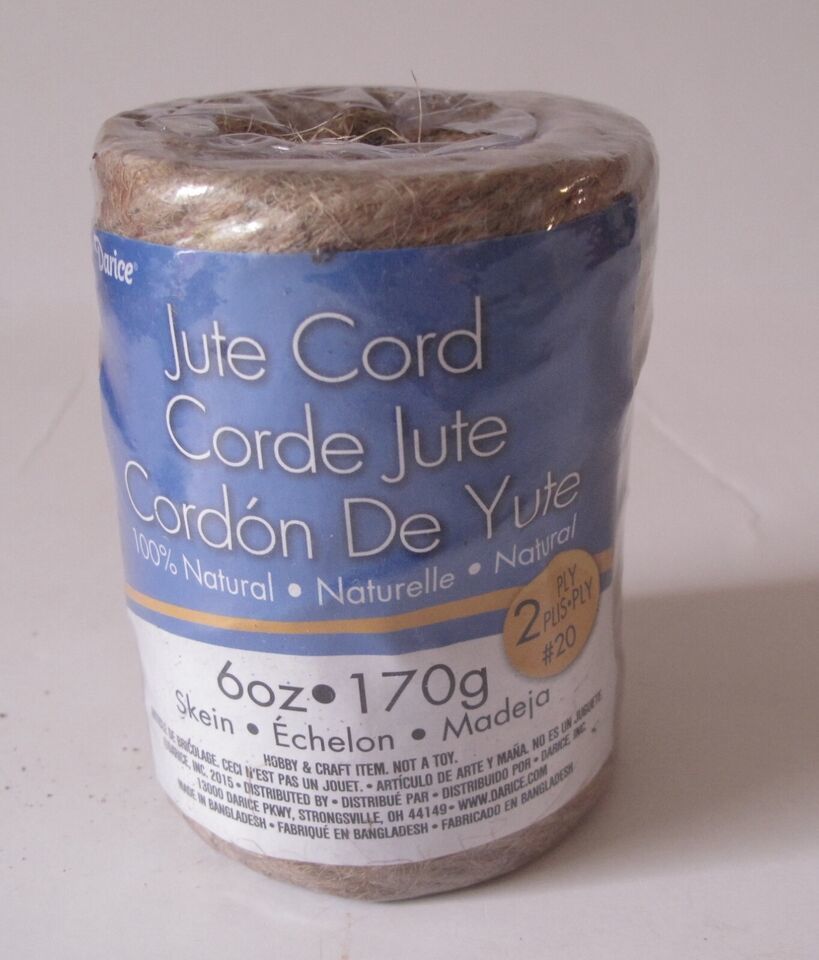 Darice®
Jute Cord
Corde Jute
Cordón De Yute
100% Natural • Naturelle • Natural
2 PLY
PLIS•PLY
#20
6oz•170g
Skein • Échelon • Madeja
HOBBY & CRAFT ITEM. NOT A TOY.
DE BRICOLAGE. CECI N'EST PAS UN JOUET. • ARTÍCULO DE ARTE Y MAÑA. NO ES UN JUGUETE
©DARICE, INC. 2015 • DISTRIBUTED BY • DISTRIBUÉ PAR • DISTRIBUIDO POR • DARICE, INC.
13000 DARICE PKWY, STRONGSVILLE, OH 44149 • WWW.DARICE.COM
MADE IN BANGLADESH • FABRIQUÉ EN BANGLADESH • FABRICADO EN BANGLADESH